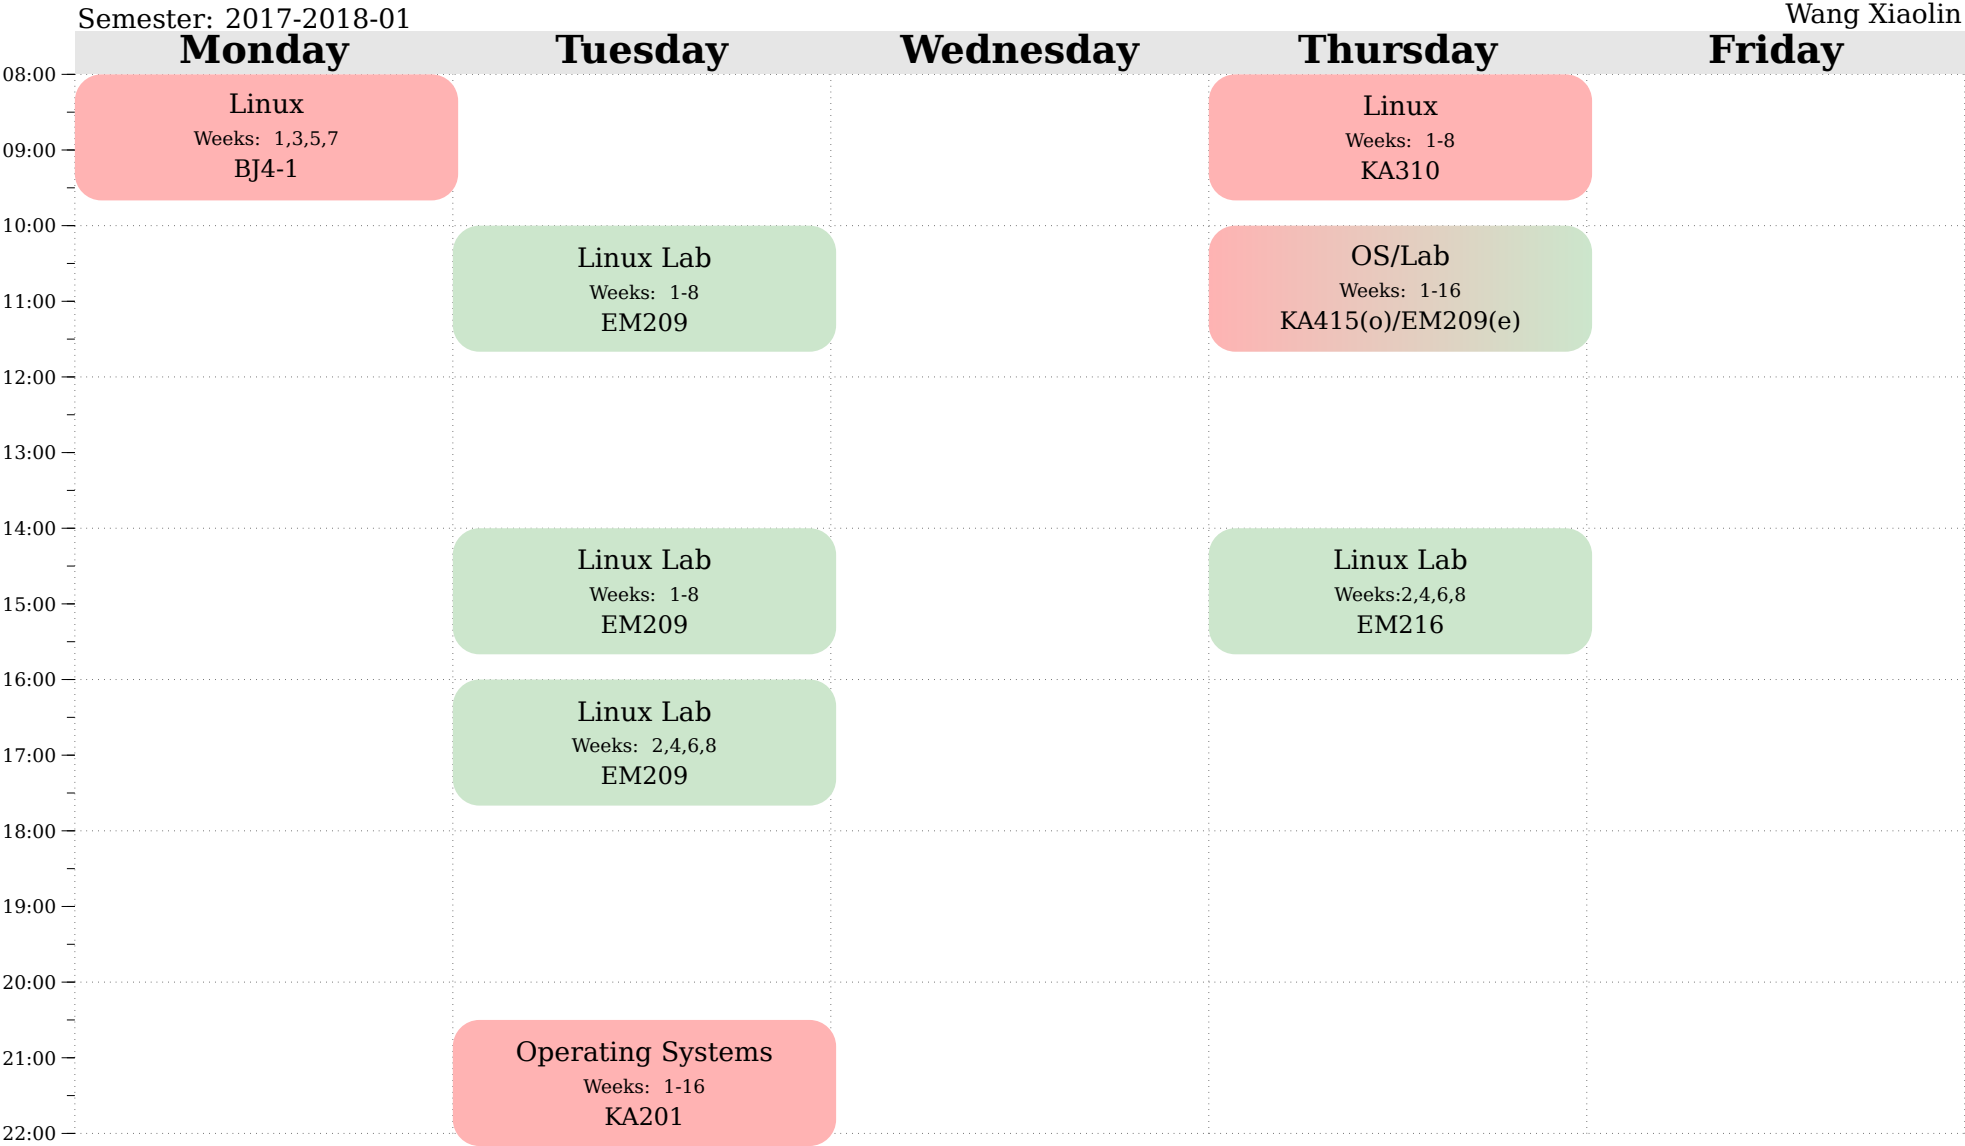 Semester: 2017-2018-01
Wang Xiaolin
Monday Tuesday Wednesday Thursday Friday
08:00
Linux
Weeks: 1,3,5,7
BJ4-1
Linux
Weeks: 1-8
KA310
09:00
10:00
Linux Lab
Weeks: 1-8
EM209
OS/Lab
Weeks: 1-16
KA415(o)/EM209(e)
11:00
12:00
13:00
14:00
Linux Lab
Weeks: 1-8
EM209
Linux Lab
Weeks:2,4,6,8
EM216
15:00
16:00
Linux Lab
Weeks: 2,4,6,8
EM209
17:00
18:00
19:00
20:00
Operating Systems
Weeks: 1-16
KA201
21:00
22:00